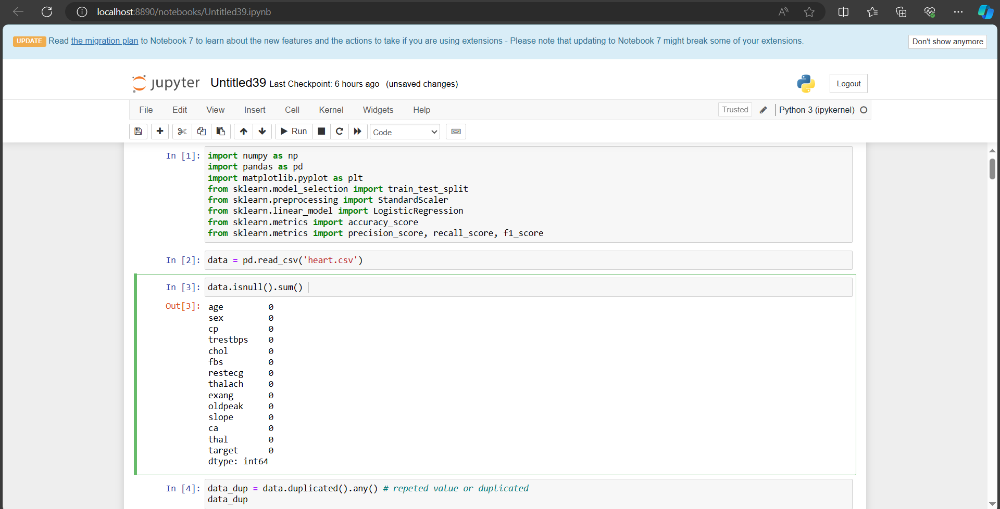 localhost:8890/notebooks/Untitled39.ipynb
UPDATE Read the migration plan to Notebook 7 to learn about the new features and the actions to take if you are using extensions - Please note that updating to Notebook 7 might break some of your extensions.
Don't show anymore
jupyter Untitled39 Last Checkpoint: 6 hours ago (unsaved changes)
Logout
File Edit View Insert Cell Kernel Widgets Help
Trusted Python 3 (ipykernel)
Run Code
In [1]: import numpy as np
import pandas as pd
import matplotlib.pyplot as plt
from sklearn.model_selection import train_test_split
from sklearn.preprocessing import StandardScaler
from sklearn.linear_model import LogisticRegression
from sklearn.metrics import accuracy_score
from sklearn.metrics import precision_score, recall_score, f1_score
In [2]: data = pd.read_csv('heart.csv')
In [3]: data.isnull().sum()
Out[3]: age 0
sex 0
cp 0
trestbps 0
chol 0
fbs 0
restecg 0
thalach 0
exang 0
oldpeak 0
slope 0
ca 0
thal 0
target 0
dtype: int64
In [4]: data_dup = data.duplicated().any() # repeted value or duplicated
data_dup